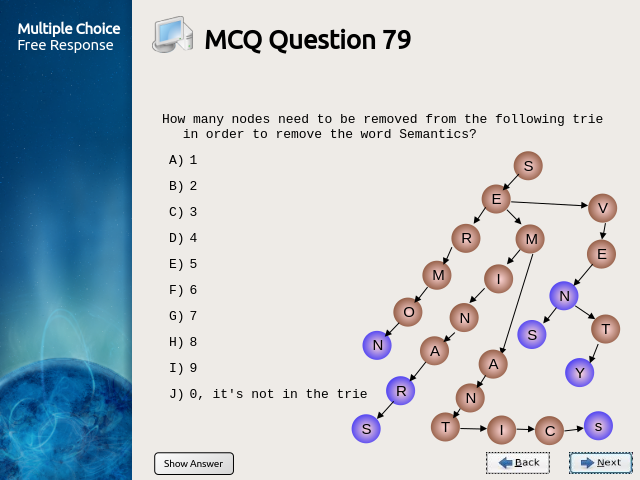 Multiple Choice
Free Response
MCQ Question 79
How many nodes need to be removed from the following trie
in order to remove the word Semantics?
A) 1
B) 2
C) 3
D) 4
E) 5
F) 6
G) 7
H) 8
I) 9
J) 0, it's not in the trie
S
E
V
R
M
E
M
I
N
O
N
S
T
N
A
A
Y
R
N
S
T
I
C
s
Show Answer
Back
Next